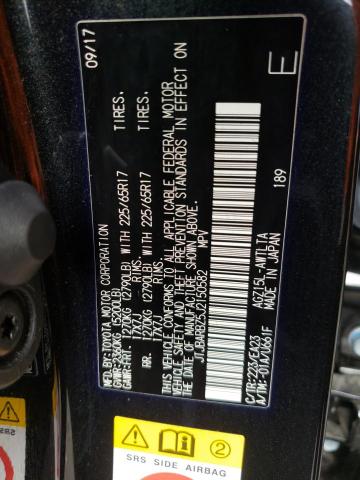 MFD.BY:TOYOTA MOTOR CORPORATION 09/17
GVWR:2360KG (5200LB)
GAWR:FRT. 1270KG (2790LB) WITH 225/65R17 TIRES.
17X7J RIMS.
RR. 1270KG (2790LB) WITH 225/65R17 TIRES.
17X7J RIMS.
THIS VEHICLE CONFORMS TO ALL APPLICABLE FEDERAL MOTOR
VEHICLE SAFETY AND THEFT PREVENTION STANDARDS IN EFFECT ON
THE DATE OF MANUFACTURE SHOWN ABOVE.
JTJBARBZ5J2150582
MPV
E
189
C/TR:223/EA23 AGZ15L-AWTLTA
A/TM:-01A/U661F MADE IN JAPAN
2
SRS SIDE AIRBAG